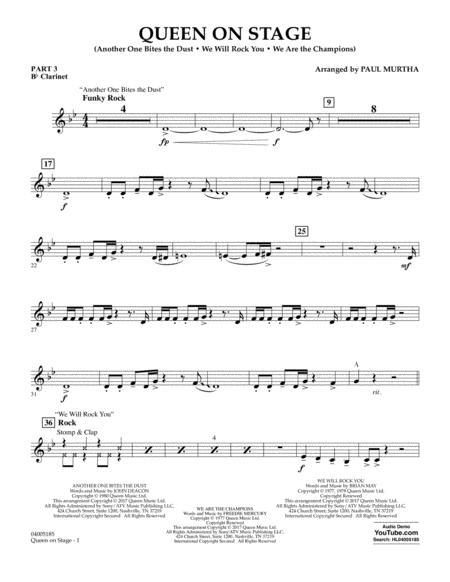 QUEEN ON STAGE
(Another One Bites the Dust • We Will Rock You • We Are the Champions)
PART 3
B♭ Clarinet
Arranged by PAUL MURTHA
"Another One Bites the Dust"
Funky Rock
4
9
8
4
4
fp
f
17
f
25
22
mf
27
31
f
A
rit.
"We Will Rock You"
36 Rock
Stomp & Clap
4
ANOTHER ONE BITES THE DUST
Words and Music by JOHN DEACON
Copyright © 1980 Queen Music Ltd.
This arrangement Copyright © 2017 Queen Music Ltd.
All Rights Administered by Sony/ATV Music Publishing LLC,
424 Church Street, Suite 1200, Nashville, TN 37219
International Copyright Secured All Rights Reserved
WE ARE THE CHAMPIONS
Words and Music by FREDDIE MERCURY
Copyright © 1977 Queen Music Ltd.
This arrangement Copyright © 2017 Queen Music Ltd.
All Rights Administered by Sony/ATV Music Publishing LLC,
424 Church Street, Suite 1200, Nashville, TN 37219
International Copyright Secured All Rights Reserved
WE WILL ROCK YOU
Words and Music by BRIAN MAY
Copyright © 1977, 1978 Queen Music Ltd.
This arrangement Copyright © 2017 Queen Music Ltd.
All Rights Administered by Sony/ATV Music Publishing LLC,
424 Church Street, Suite 1200, Nashville, TN 37219
International Copyright Secured All Rights Reserved
04005185
Queen on Stage - 1
Audio Demo
YouTube.com
Search: HL04005185